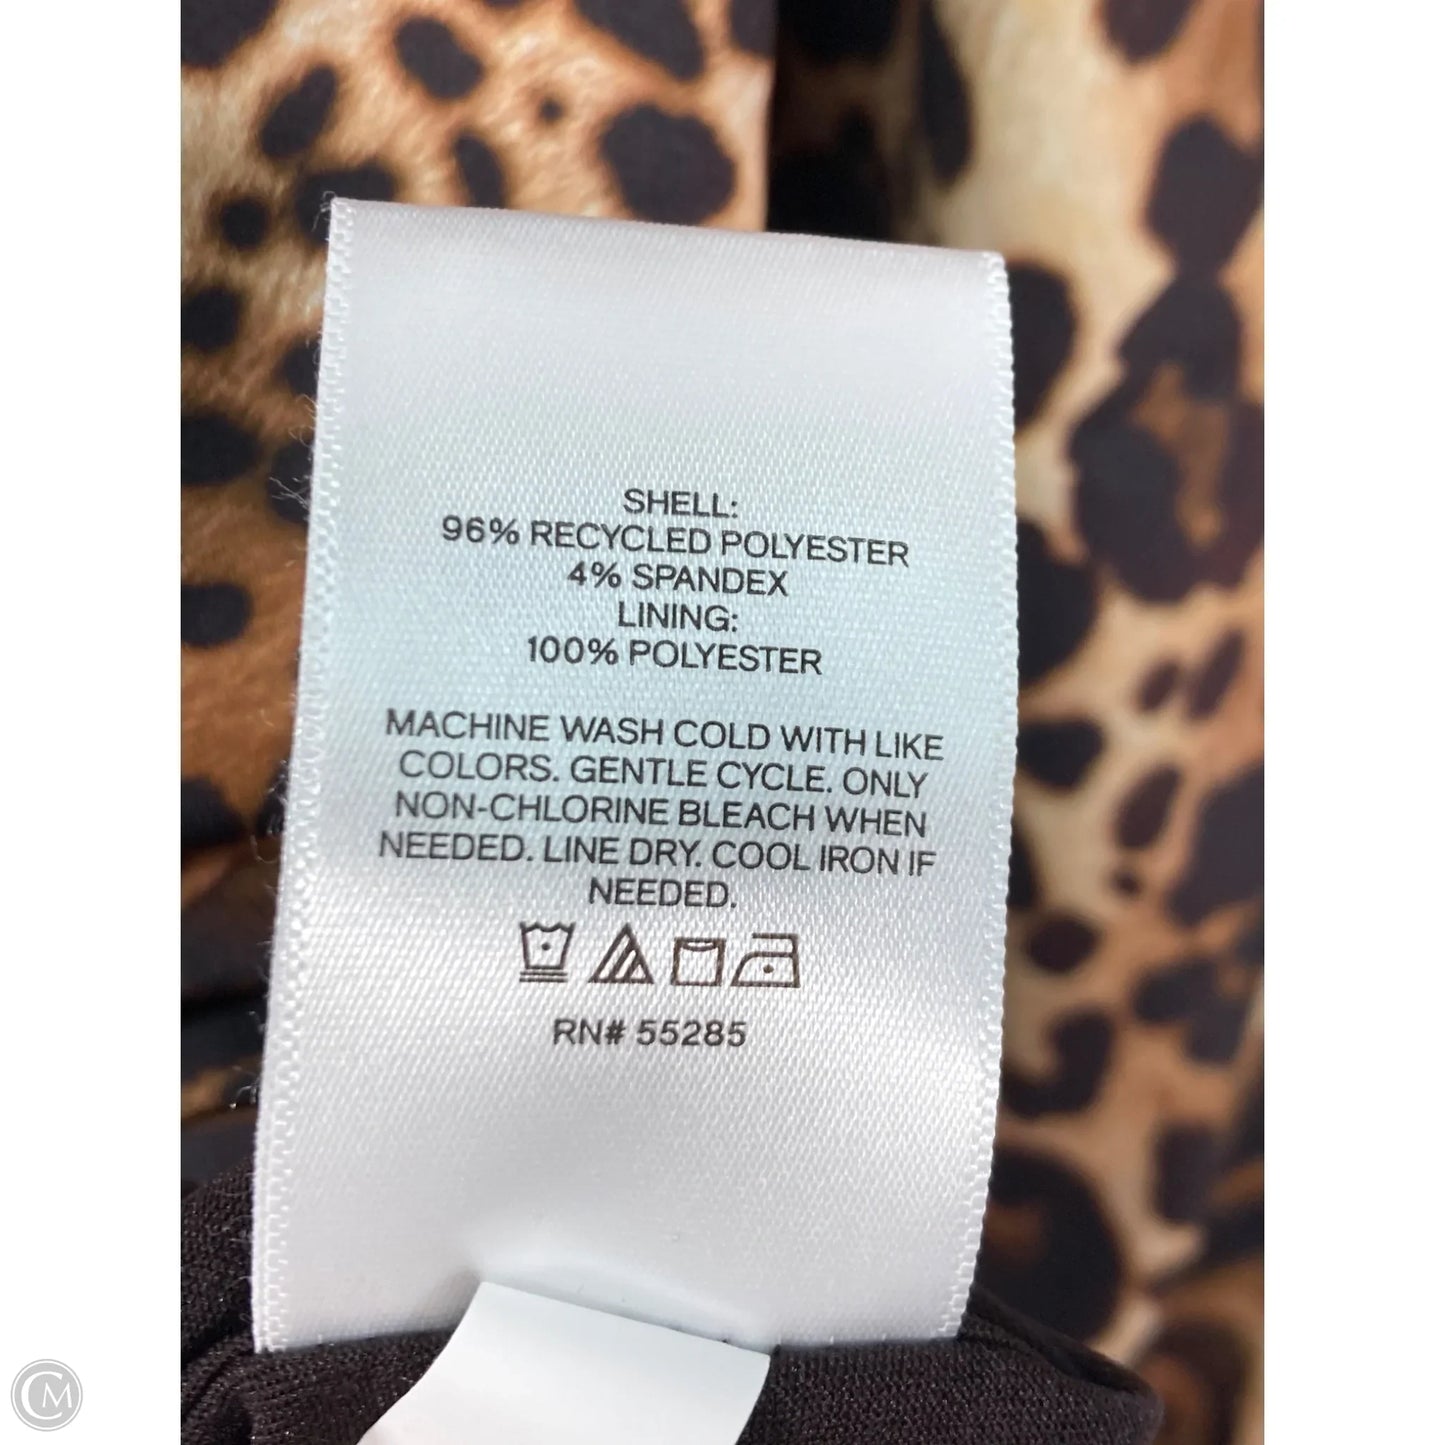 SHELL:
96% RECYCLED POLYESTER
4% SPANDEX
LINING:
100% POLYESTER
MACHINE WASH COLD WITH LIKE
COLORS. GENTLE CYCLE. ONLY
NON-CHLORINE BLEACH WHEN
NEEDED. LINE DRY. COOL IRON IF
NEEDED.
RN# 55285
CM